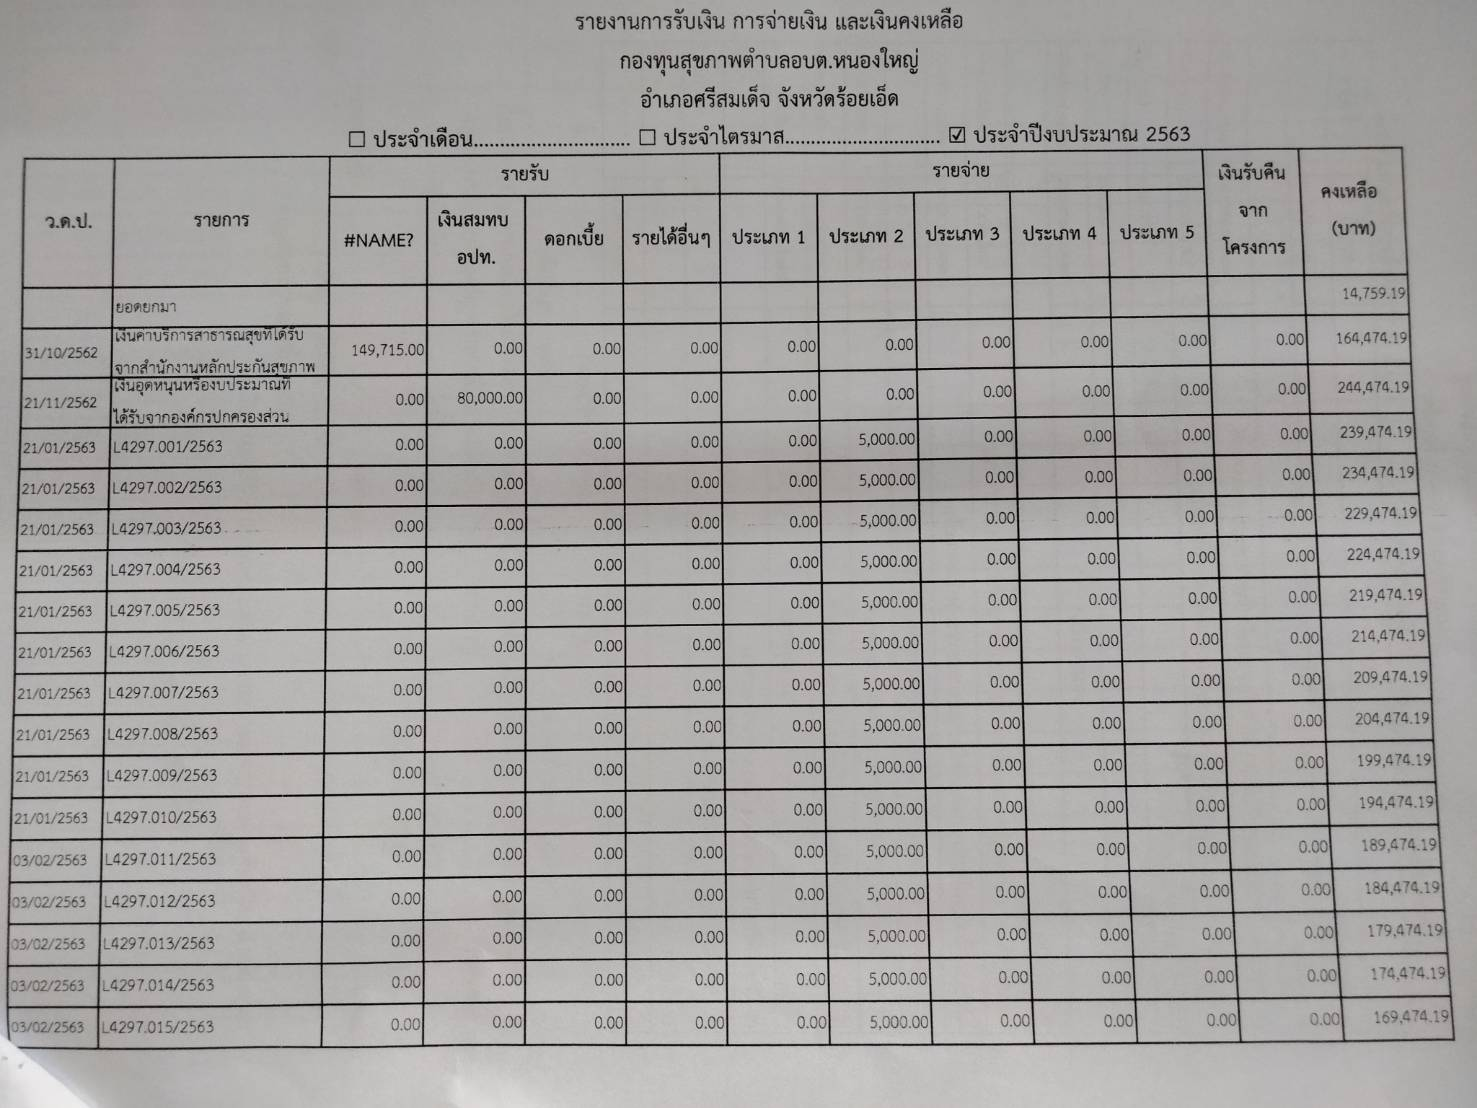 รายงานการรับเงิน การจ่ายเงิน และเงินคงเหลือ
กองทุนสุขภาพตำบลอบต.หนองใหญ่
อำเภอศรีสมเด็จ จังหวัดร้อยเอ็ด
☐ ประจำเดือน............................ ☐ ประจำไตรมาส............................ ☑ ประจำปีงบประมาณ 2563
ว.ด.ป. รายการ รายรับ รายจ่าย เงินรับคืนจากโครงการ คงเหลือ (บาท)
#NAME? เงินสมทบ อปท. ดอกเบี้ย รายได้อื่นๆ ประเภท 1 ประเภท 2 ประเภท 3 ประเภท 4 ประเภท 5
ยอดยกมา 14,759.19
31/10/2562 เงินค่าบริการสาธารณสุขที่ได้รับจากสำนักงานหลักประกันสุขภาพ 149,715.00 0.00 0.00 0.00 0.00 0.00 0.00 0.00 0.00 0.00 164,474.19
21/11/2562 เงินอุดหนุนหรืองบประมาณที่ได้รับจากองค์กรปกครองส่วน 0.00 80,000.00 0.00 0.00 0.00 0.00 0.00 0.00 0.00 0.00 244,474.19
21/01/2563 L4297.001/2563 0.00 0.00 0.00 0.00 0.00 5,000.00 0.00 0.00 0.00 0.00 239,474.19
21/01/2563 L4297.002/2563 0.00 0.00 0.00 0.00 0.00 5,000.00 0.00 0.00 0.00 0.00 234,474.19
21/01/2563 L4297.003/2563 0.00 0.00 0.00 0.00 0.00 5,000.00 0.00 0.00 0.00 0.00 229,474.19
21/01/2563 L4297.004/2563 0.00 0.00 0.00 0.00 0.00 5,000.00 0.00 0.00 0.00 0.00 224,474.19
21/01/2563 L4297.005/2563 0.00 0.00 0.00 0.00 0.00 5,000.00 0.00 0.00 0.00 0.00 219,474.19
21/01/2563 L4297.006/2563 0.00 0.00 0.00 0.00 0.00 5,000.00 0.00 0.00 0.00 0.00 214,474.19
21/01/2563 L4297.007/2563 0.00 0.00 0.00 0.00 0.00 5,000.00 0.00 0.00 0.00 0.00 209,474.19
21/01/2563 L4297.008/2563 0.00 0.00 0.00 0.00 0.00 5,000.00 0.00 0.00 0.00 0.00 204,474.19
21/01/2563 L4297.009/2563 0.00 0.00 0.00 0.00 0.00 5,000.00 0.00 0.00 0.00 0.00 199,474.19
21/01/2563 L4297.010/2563 0.00 0.00 0.00 0.00 0.00 5,000.00 0.00 0.00 0.00 0.00 194,474.19
03/02/2563 L4297.011/2563 0.00 0.00 0.00 0.00 0.00 5,000.00 0.00 0.00 0.00 0.00 189,474.19
03/02/2563 L4297.012/2563 0.00 0.00 0.00 0.00 0.00 5,000.00 0.00 0.00 0.00 0.00 184,474.19
03/02/2563 L4297.013/2563 0.00 0.00 0.00 0.00 0.00 5,000.00 0.00 0.00 0.00 0.00 179,474.19
03/02/2563 L4297.014/2563 0.00 0.00 0.00 0.00 0.00 5,000.00 0.00 0.00 0.00 0.00 174,474.19
03/02/2563 L4297.015/2563 0.00 0.00 0.00 0.00 0.00 5,000.00 0.00 0.00 0.00 0.00 169,474.19